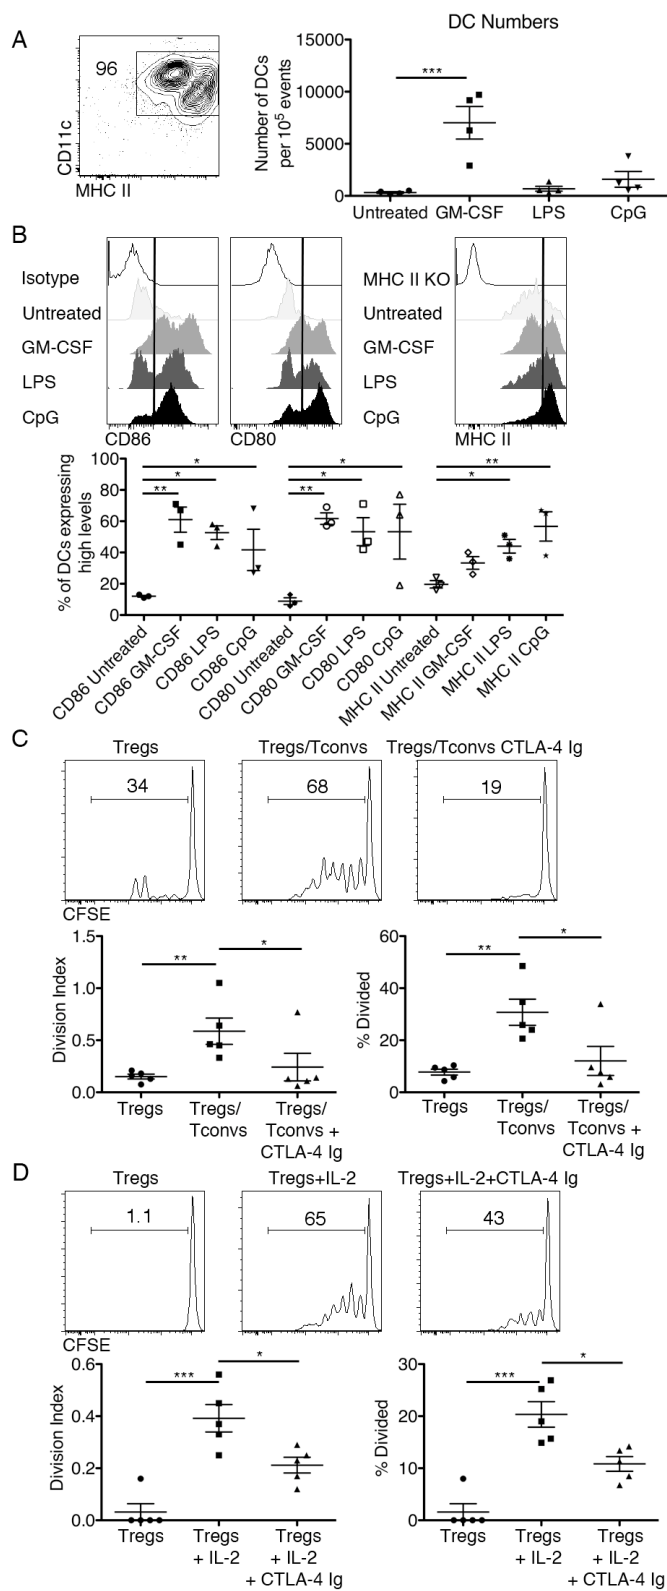 A
96
CD11c
MHC II
DC Numbers
Number of DCs
per 10⁵ events
15000
10000
5000
0
***
Untreated GM-CSF LPS CpG
B
Isotype
Untreated
GM-CSF
LPS
CpG
CD86
CD80
MHC II KO
Untreated
GM-CSF
LPS
CpG
MHC II
% of DCs expressing
high levels
100
80
60
40
20
0
* * **
* * *
** **
CD86 Untreated
CD86 GM-CSF
CD86 LPS
CD86 CpG
CD80 Untreated
CD80 GM-CSF
CD80 LPS
CD80 CpG
MHC II Untreated
MHC II GM-CSF
MHC II LPS
MHC II CpG
C
Tregs Tregs/Tconvs Tregs/Tconvs CTLA-4 Ig
34 68 19
CFSE
Division Index
1.5
1.0
0.5
0.0
** *
Tregs Tregs/ Tregs/
Tconvs Tconvs +
CTLA-4 Ig
% Divided
60
40
20
0
** *
Tregs Tregs/ Tregs/
Tconvs Tconvs +
CTLA-4 Ig
D
Tregs Tregs+IL-2 Tregs+IL-2+CTLA-4 Ig
1.1 65 43
CFSE
Division Index
0.6
0.4
0.2
0.0
*** *
Tregs Tregs Tregs
+ IL-2 + IL-2
+ CTLA-4 Ig
% Divided
30
20
10
0
*** *
Tregs Tregs Tregs
+ IL-2 + IL-2
+ CTLA-4 Ig